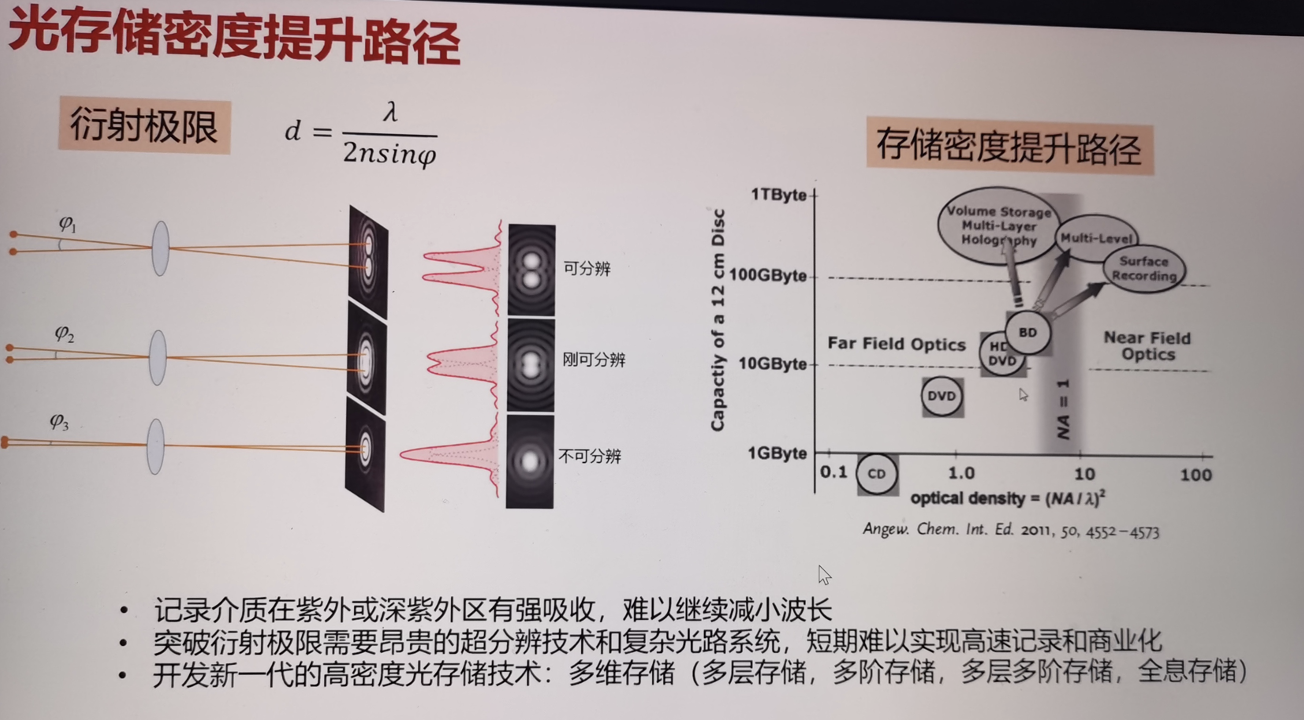 光存储密度提升路径
衍射极限
d = λ / 2nsinφ
φ1
φ2
φ3
可分辨
刚可分辨
不可分辨
存储密度提升路径
Capactiy of a 12 cm Disc
1TByte
100GByte
10GByte
1GByte
Volume Storage
Multi-Layer
Holography
Multi-Level
Surface
Recording
BD
HD
DVD
DVD
CD
Far Field Optics
Near Field
Optics
NA = 1
0.1
1.0
10
100
optical density = (NA/λ)²
Angew. Chem. Int. Ed. 2011, 50, 4552–4573
• 记录介质在紫外或深紫外区有强吸收，难以继续减小波长
• 突破衍射极限需要昂贵的超分辨技术和复杂光路系统，短期难以实现高速记录和商业化
• 开发新一代的高密度光存储技术：多维存储（多层存储，多阶存储，多层多阶存储，全息存储）